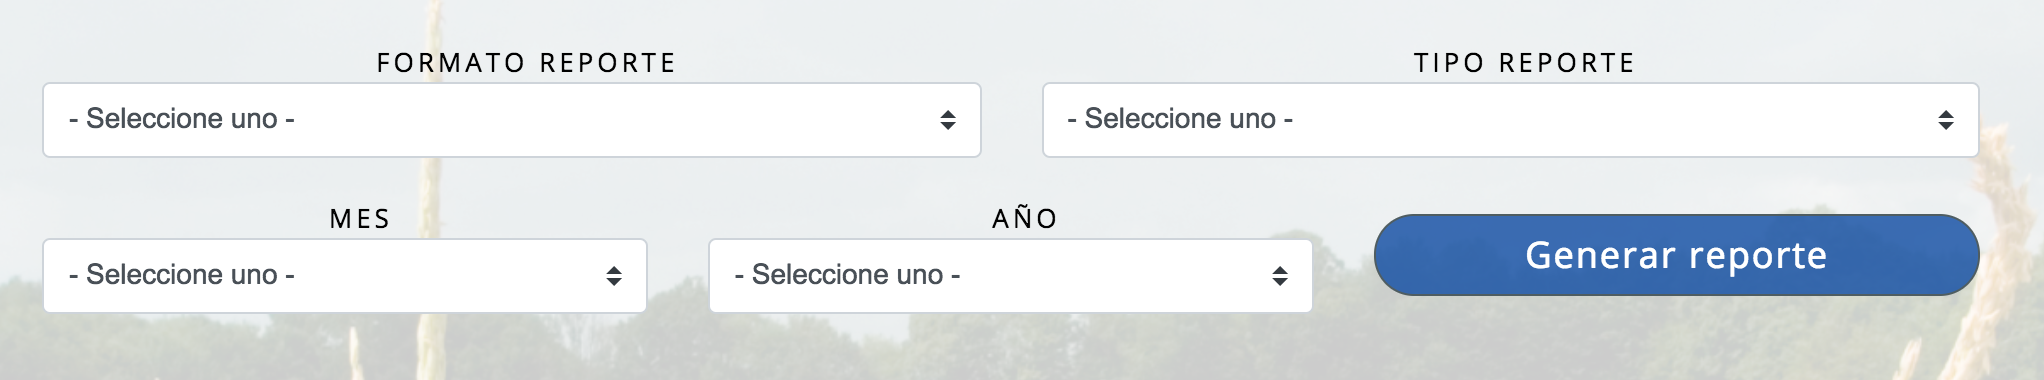 FORMATO REPORTE
- Seleccione uno -
TIPO REPORTE
- Seleccione uno -
MES
- Seleccione uno -
AÑO
- Seleccione uno -
Generar reporte